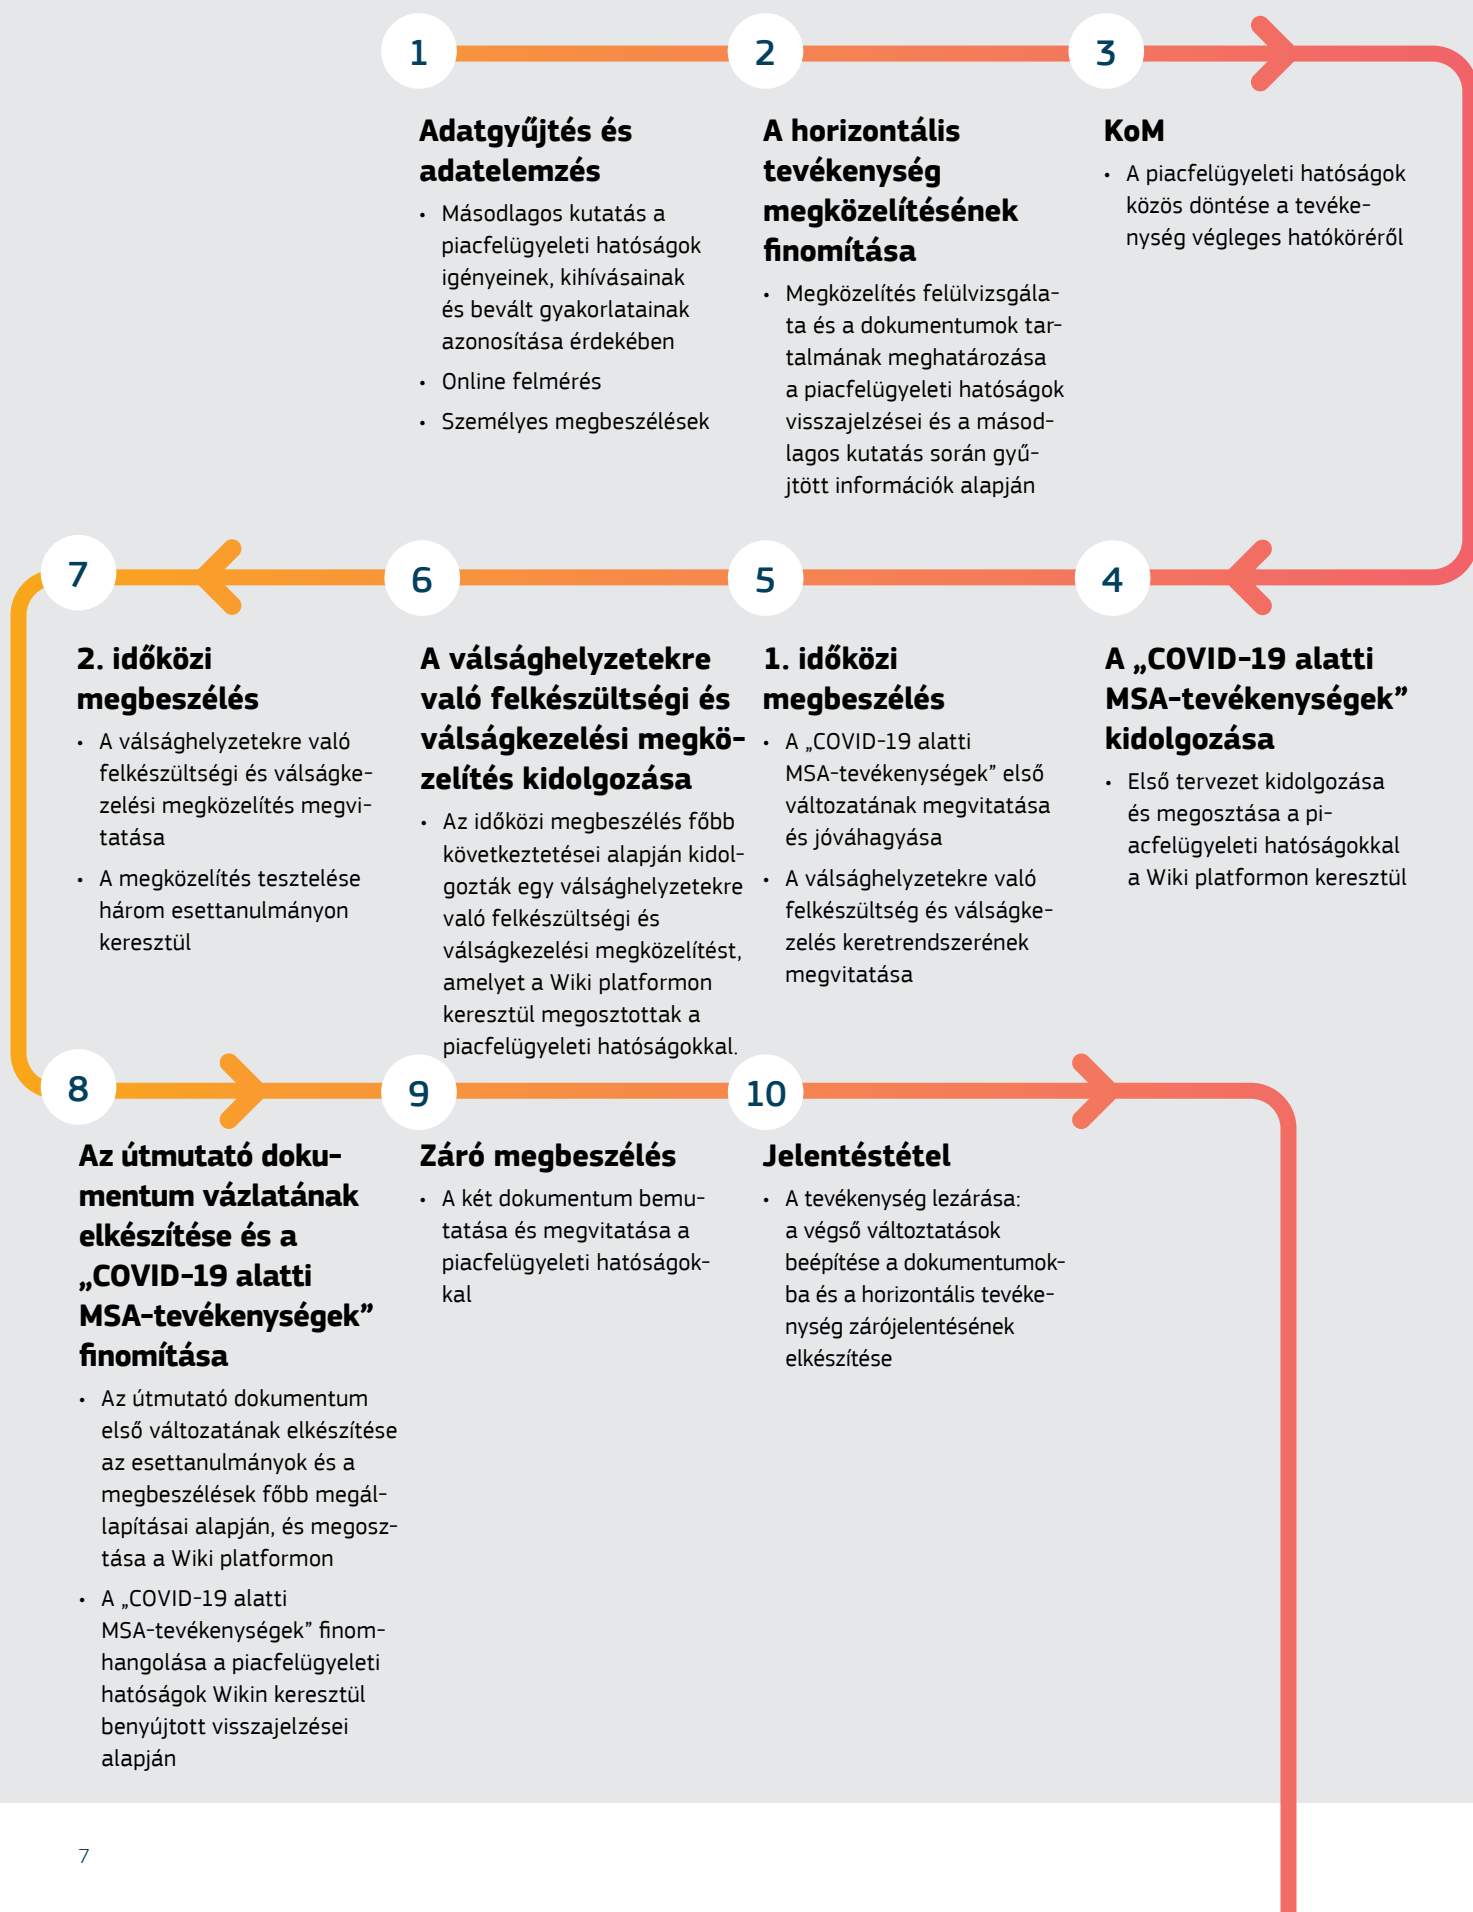 1
Adatgyűjtés és
adatelemzés
• Másodlagos kutatás a
piacfelügyeleti hatóságok
igényeinek, kihívásainak
és bevált gyakorlatainak
azonosítása érdekében
• Online felmérés
• Személyes megbeszélések
2
A horizontális
tevékenység
megközelítésének
finomítása
• Megközelítés felülvizsgála-
ta és a dokumentumok tar-
talmának meghatározása
a piacfelügyeleti hatóságok
visszajelzései és a másod-
lagos kutatás során gyű-
jtött információk alapján
3
KoM
• A piacfelügyeleti hatóságok
közös döntése a tevéke-
nység végleges hatóköréről
4
A „COVID-19 alatti
MSA-tevékenységek”
kidolgozása
• Első tervezet kidolgozása
és megosztása a pi-
acfelügyeleti hatóságokkal
a Wiki platformon keresztül
5
1. időközi
megbeszélés
• A „COVID-19 alatti
MSA-tevékenységek” első
változatának megvitatása
és jóváhagyása
• A válsághelyzetekre való
felkészültség és válságke-
zelés keretrendszerének
megvitatása
6
A válsághelyzetekre
való felkészültségi és
válságkezelési megkö-
zelítés kidolgozása
• Az időközi megbeszélés főbb
következtetései alapján kidol-
gozták egy válsághelyzetekre
való felkészültségi és
válságkezelési megközelítést,
amelyet a Wiki platformon
keresztül megosztottak a
piacfelügyeleti hatóságokkal.
7
2. időközi
megbeszélés
• A válsághelyzetekre való
felkészültségi és válságke-
zelési megközelítés megvi-
tatása
• A megközelítés tesztelése
három esettanulmányon
keresztül
8
Az útmutató doku-
mentum vázlatának
elkészítése és a
„COVID-19 alatti
MSA-tevékenységek”
finomítása
• Az útmutató dokumentum
első változatának elkészítése
az esettanulmányok és a
megbeszélések főbb megál-
lapításai alapján, és megosz-
tása a Wiki platformon
• A „COVID-19 alatti
MSA-tevékenységek” finom-
hangolása a piacfelügyeleti
hatóságok Wikin keresztül
benyújtott visszajelzései
alapján
9
Záró megbeszélés
• A két dokumentum bemu-
tatása és megvitatása a
piacfelügyeleti hatóságok-
kal
10
Jelentéstétel
• A tevékenység lezárása:
a végső változtatások
beépítése a dokumentumok-
ba és a horizontális tevéke-
nység zárójelentésének
elkészítése
7